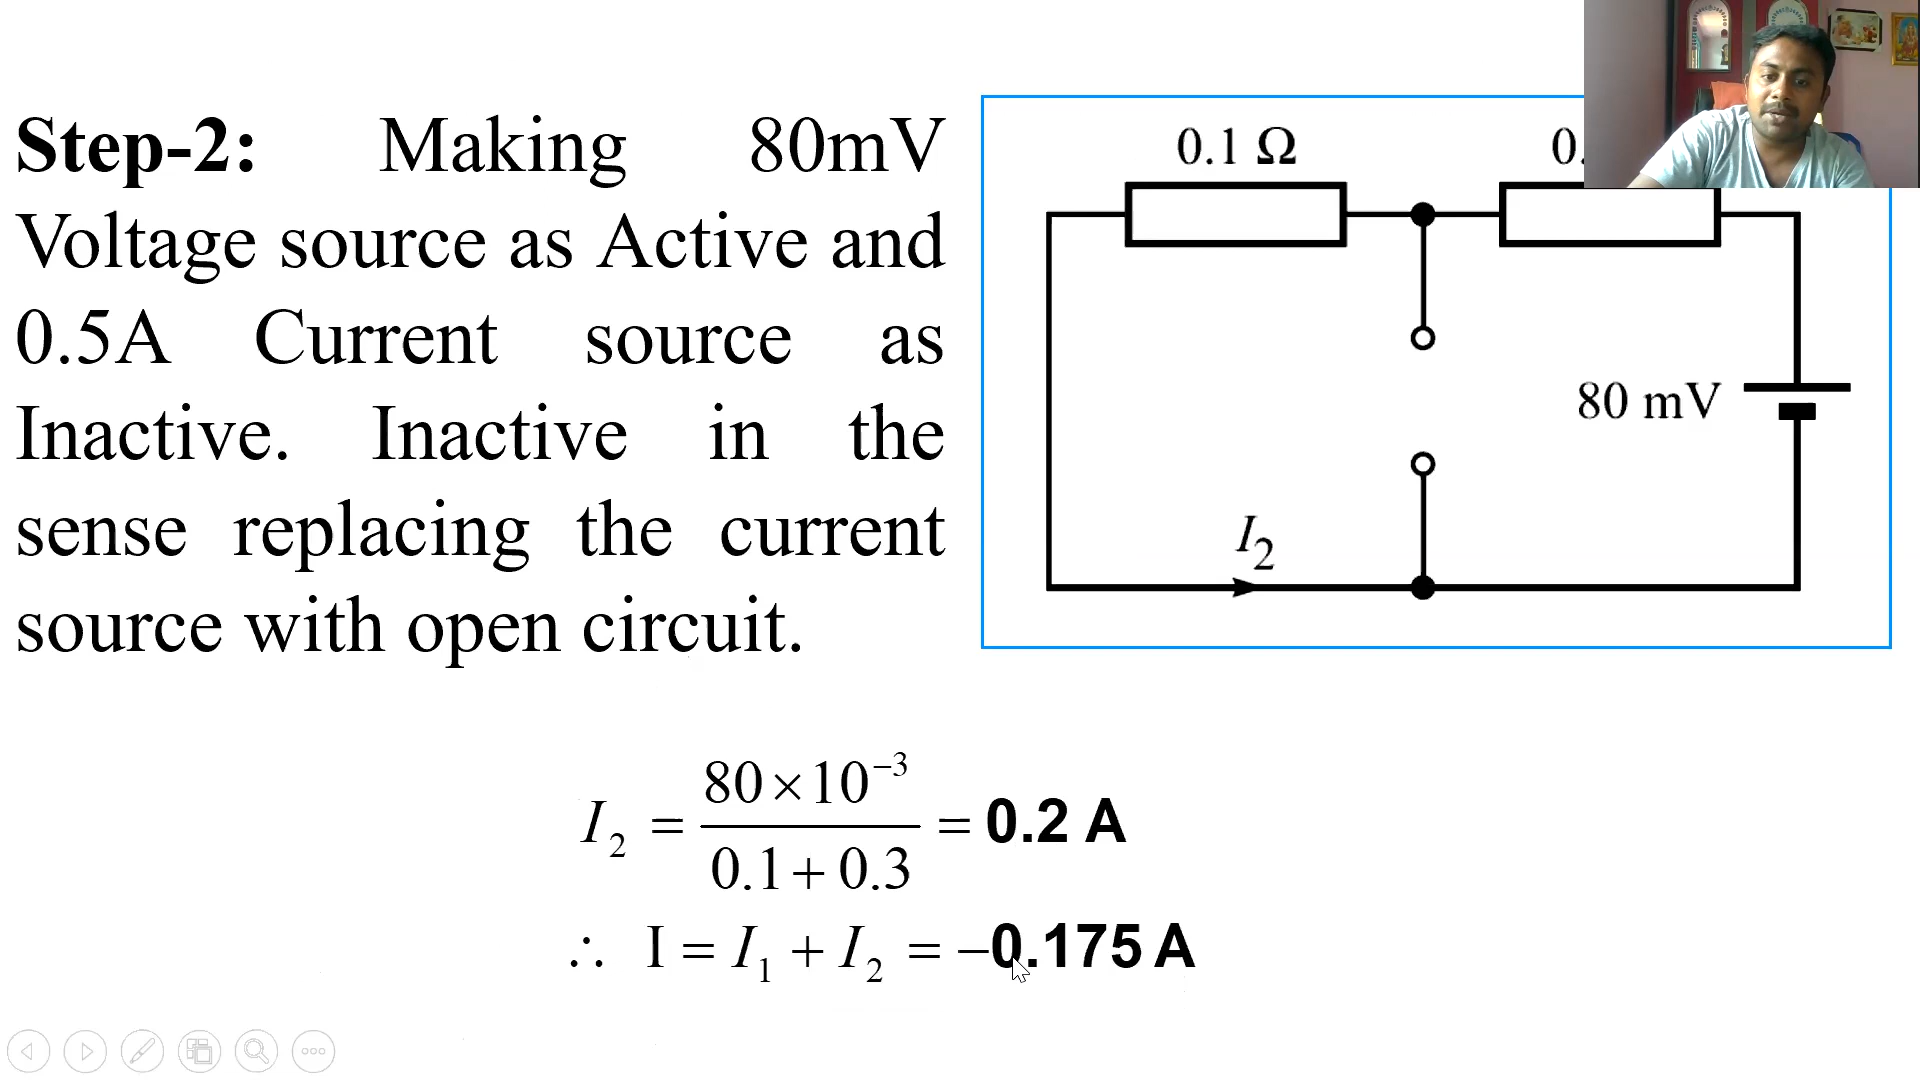 Step-2: Making 80mV
Voltage source as Active and
0.5A Current source as
Inactive. Inactive in the
sense replacing the current
source with open circuit.
0.1 Ω
0.
80 mV
I₂
I₂ = (80×10⁻³)/(0.1+0.3) = 0.2 A
∴ I = I₁ + I₂ = −0.175 A